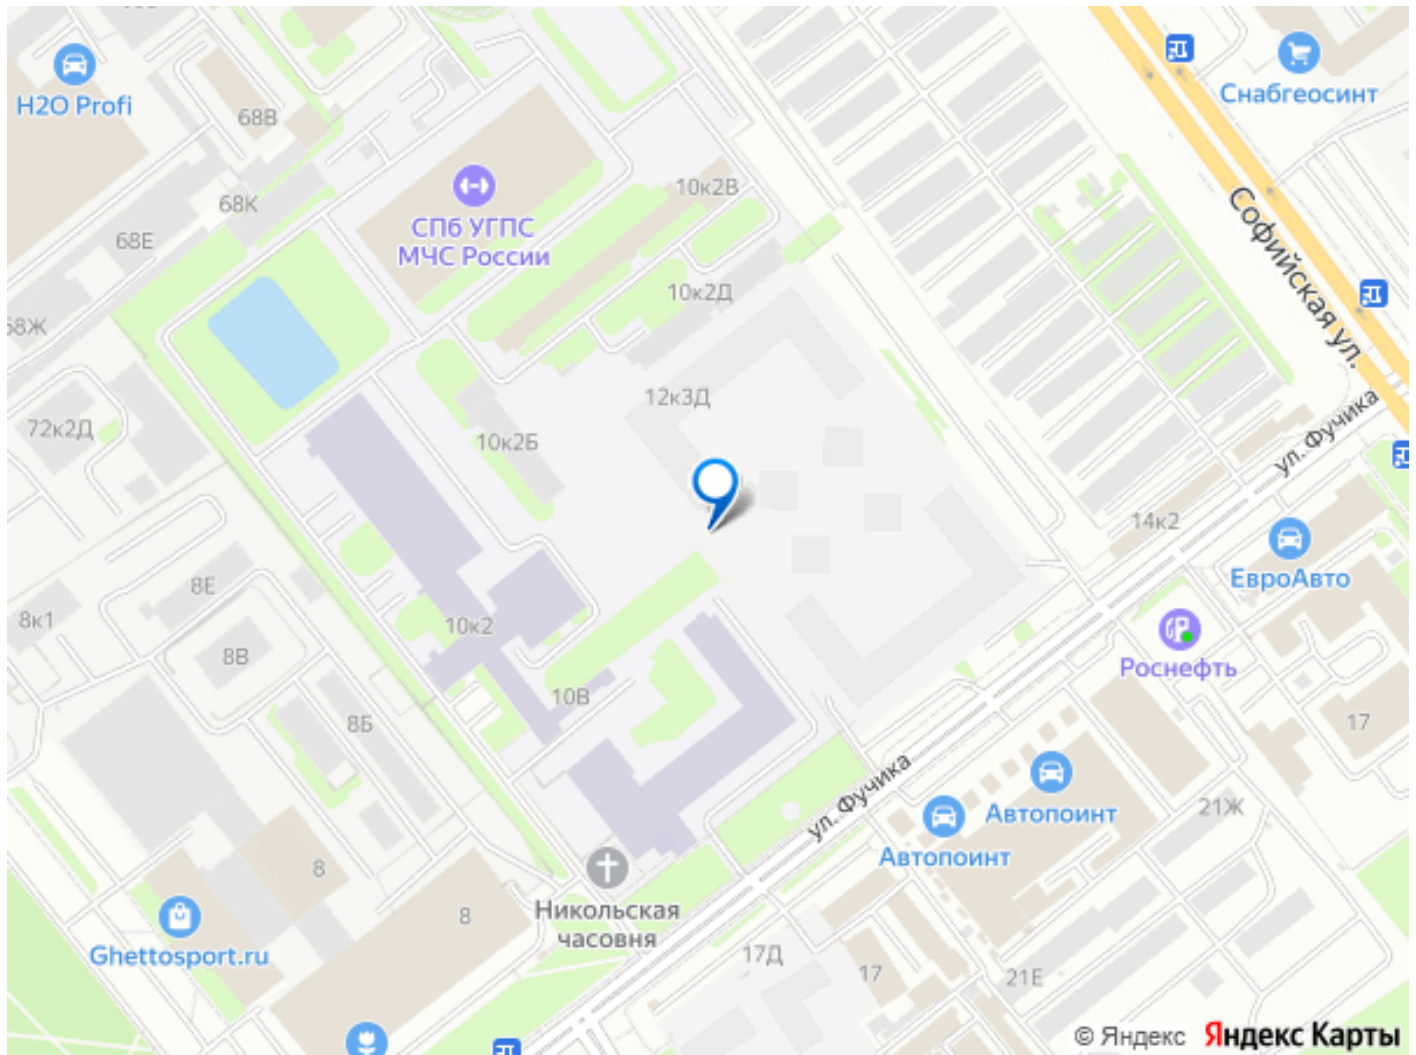 H2O Profi
68В
Снабгеосинт
10к2В
68К
СПб УГПС
МЧС России
68Е
Софийская ул.
10к2Д
68Ж
12к3Д
ул. Фучика
72к2Д
10к2Б
14к2
ЕвроАвто
8Е
8к1
10к2
8В
Роснефть
10В
8Б
17
ул. Фучика
Автопоинт
21Ж
Автопоинт
8
8
Никольская
часовня
Ghettosport.ru
17Д
17
21Е
© Яндекс Яндекс Карты